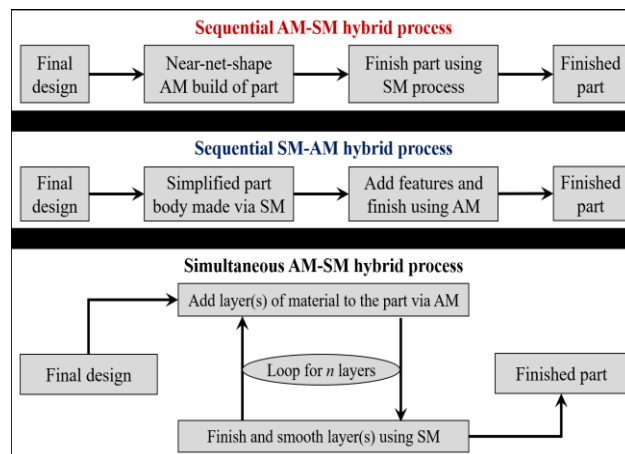 Sequential AM-SM hybrid process
Final
design
Near-net-shape
AM build of part
Finish part using
SM process
Finished
part
Sequential SM-AM hybrid process
Final
design
Simplified part
body made via SM
Add features and
finish using AM
Finished
part
Simultaneous AM-SM hybrid process
Add layer(s) of material to the part via AM
Final design
Loop for n layers
Finished part
Finish and smooth layer(s) using SM